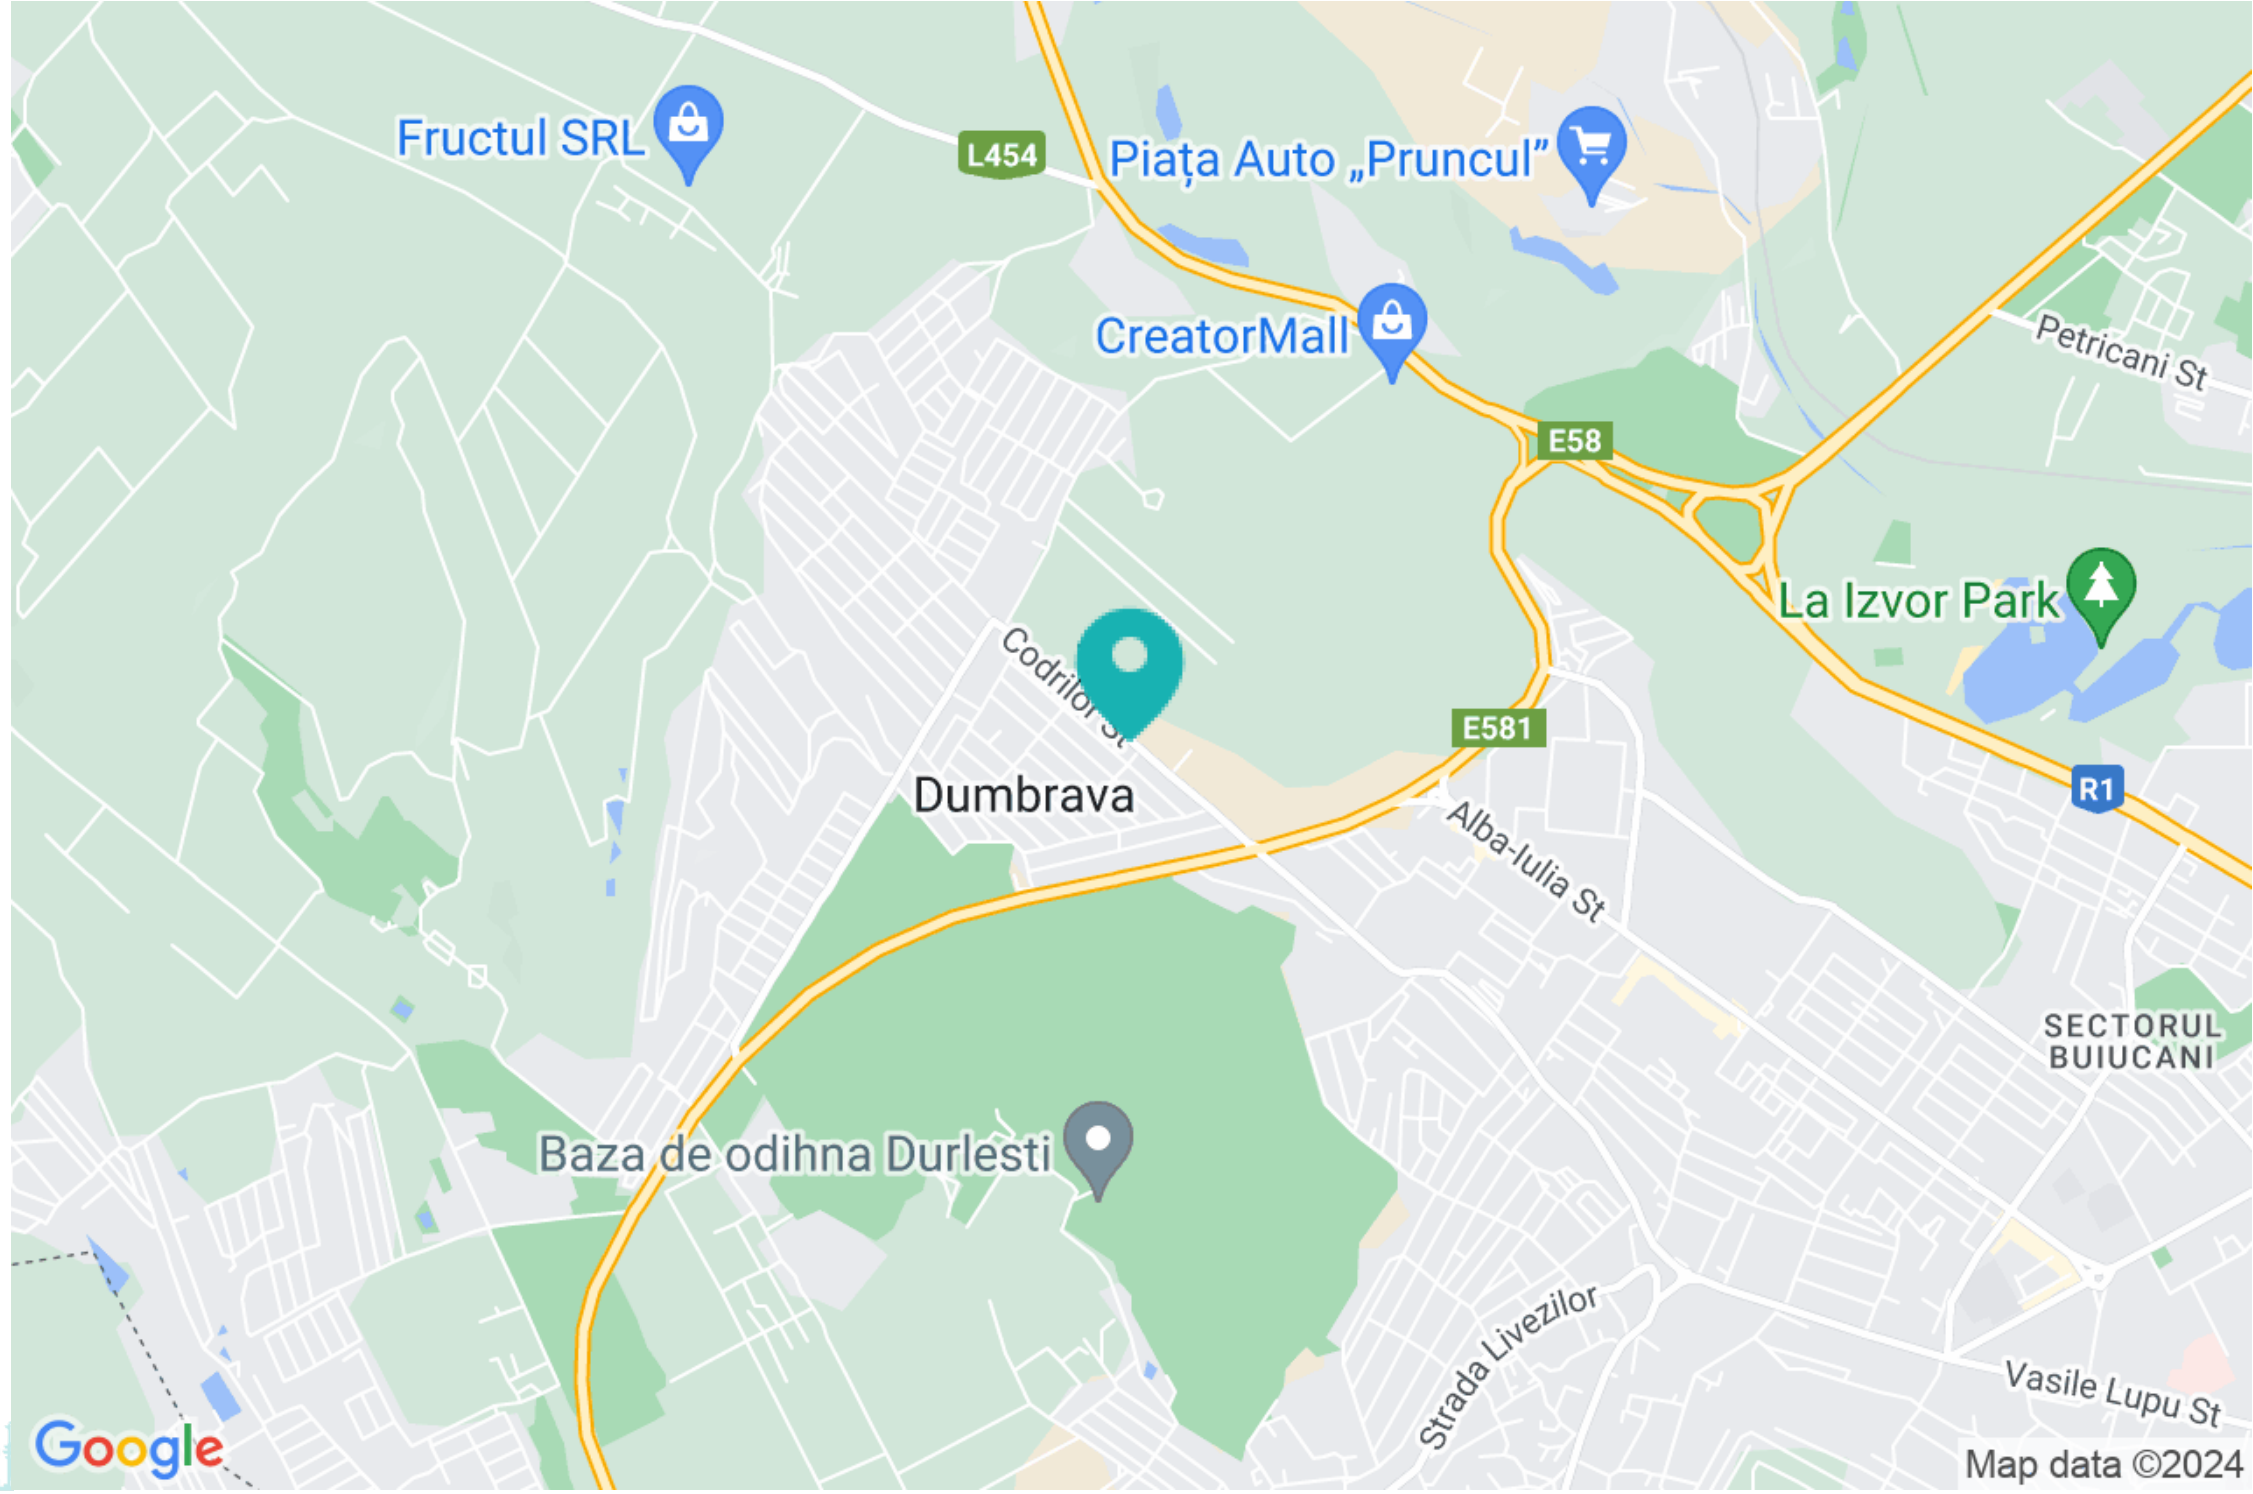 Fructul SRL
L454
Piața Auto „Pruncul”
CreatorMall
Petricani St
E58
La Izvor Park
Codrilor St
E581
Dumbrava
R1
Alba-Iulia St
SECTORUL
BUIUCANI
Baza de odihna Durlesti
Strada Livezilor
Vasile Lupu St
Google
Map data ©2024